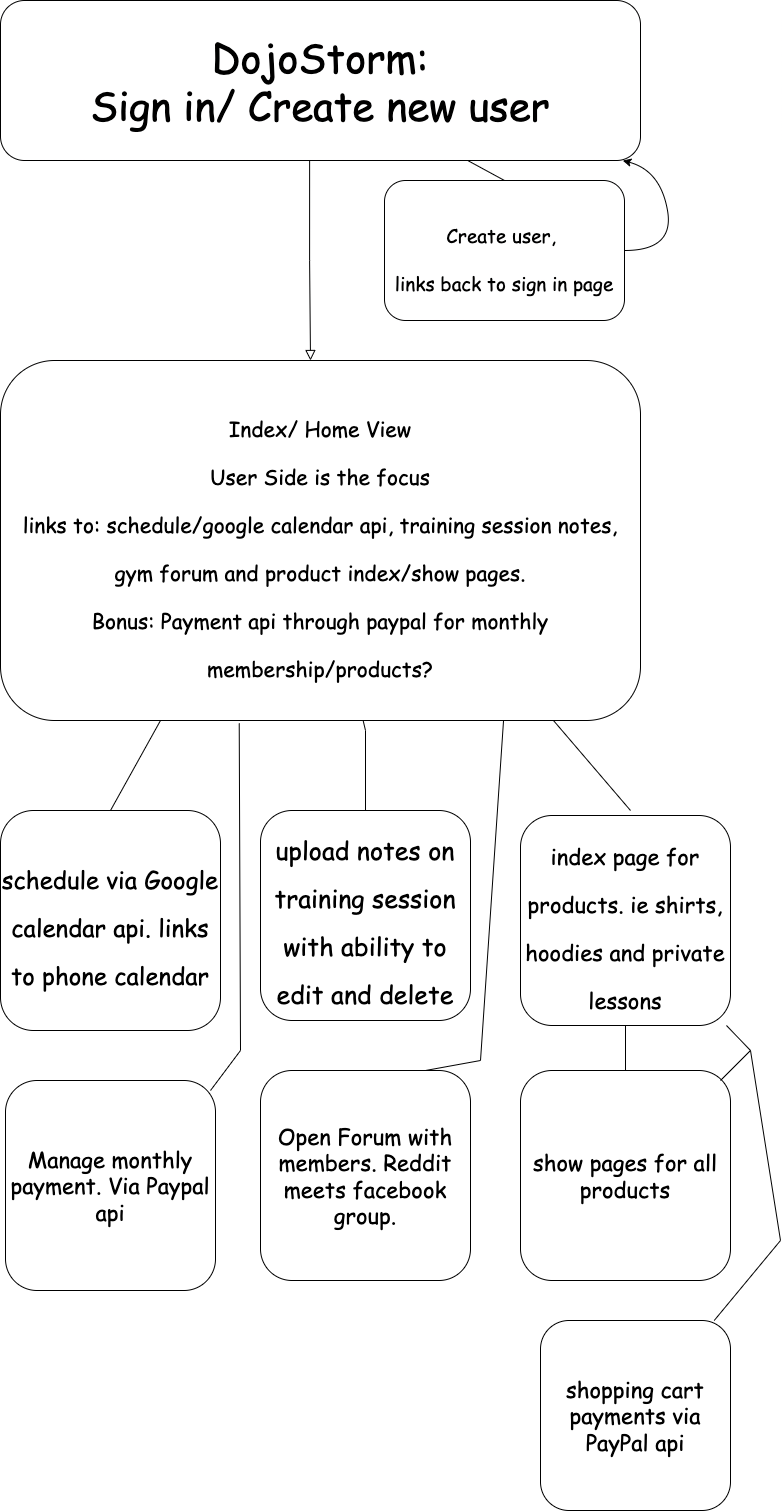 DojoStorm:
Sign in/ Create new user
Create user,
links back to sign in page
Index/ Home View
User Side is the focus
links to: schedule/google calendar api, training session notes,
gym forum and product index/show pages.
Bonus: Payment api through paypal for monthly
membership/products?
schedule via Google
calendar api. links
to phone calendar
upload notes on
training session
with ability to
edit and delete
index page for
products. ie shirts,
hoodies and private
lessons
Manage monthly
payment. Via Paypal
api
Open Forum with
members. Reddit
meets facebook
group.
show pages for all
products
shopping cart
payments via
PayPal api